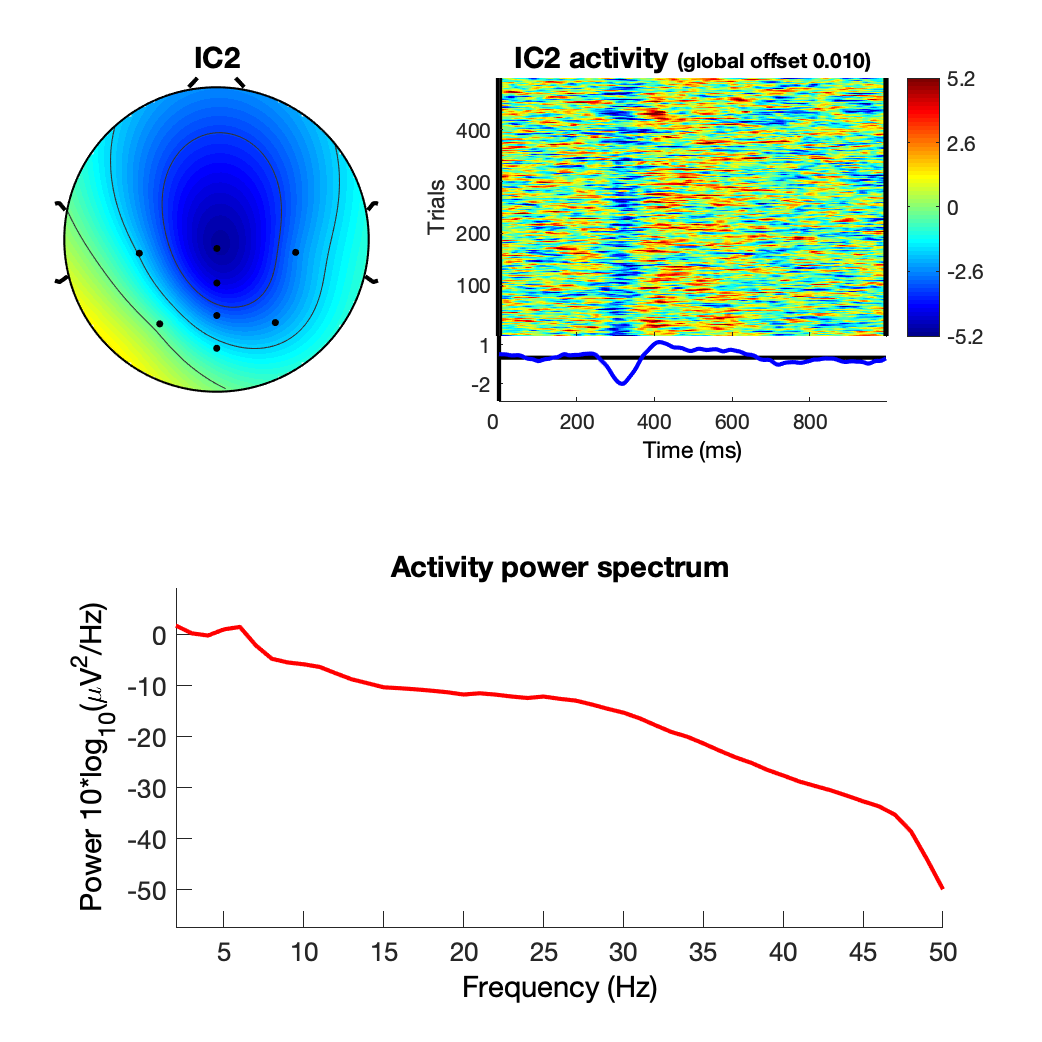 IC2
IC2 activity (global offset 0.010)
Trials
400
300
200
100
5.2
2.6
0
-2.6
-5.2
1
-2
0 200 400 600 800
Time (ms)
Activity power spectrum
Power 10*log10(μV2/Hz)
0
-10
-20
-30
-40
-50
5 10 15 20 25 30 35 40 45 50
Frequency (Hz)